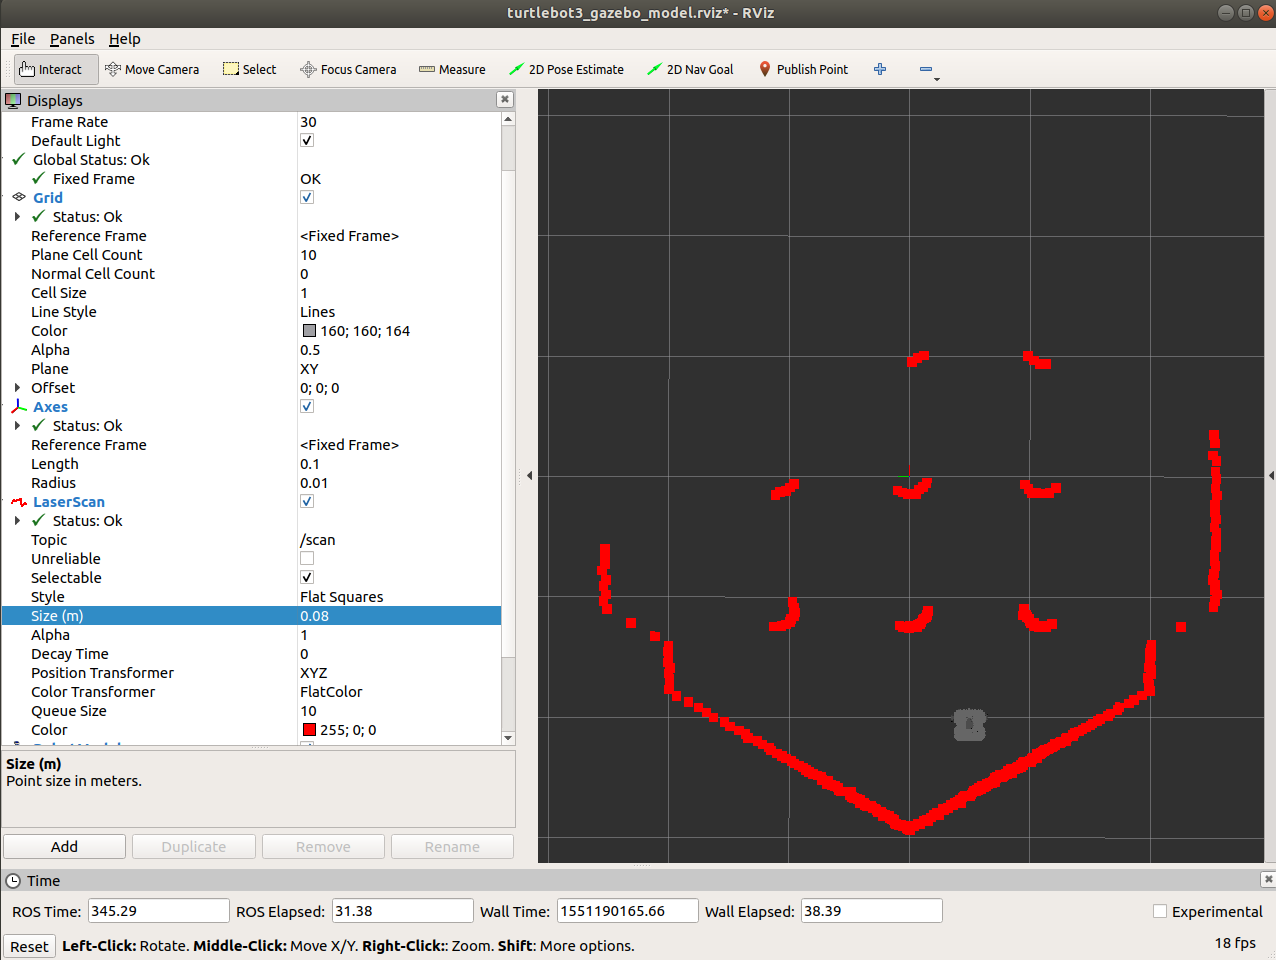 turtlebot3_gazebo_model.rviz* - RViz
File Panels Help
Interact Move Camera Select Focus Camera Measure 2D Pose Estimate 2D Nav Goal Publish Point
Displays
Frame Rate 30
Default Light
Global Status: Ok
Fixed Frame OK
Grid
Status: Ok
Reference Frame <Fixed Frame>
Plane Cell Count 10
Normal Cell Count 0
Cell Size 1
Line Style Lines
Color 160; 160; 164
Alpha 0.5
Plane XY
Offset 0; 0; 0
Axes
Status: Ok
Reference Frame <Fixed Frame>
Length 0.1
Radius 0.01
LaserScan
Status: Ok
Topic /scan
Unreliable
Selectable
Style Flat Squares
Size (m) 0.08
Alpha 1
Decay Time 0
Position Transformer XYZ
Color Transformer FlatColor
Queue Size 10
Color 255; 0; 0
Size (m)
Point size in meters.
Add Duplicate Remove Rename
Time
ROS Time: 345.29 ROS Elapsed: 31.38 Wall Time: 1551190165.66 Wall Elapsed: 38.39 Experimental
Reset Left-Click: Rotate. Middle-Click: Move X/Y. Right-Click:: Zoom. Shift: More options. 18 fps